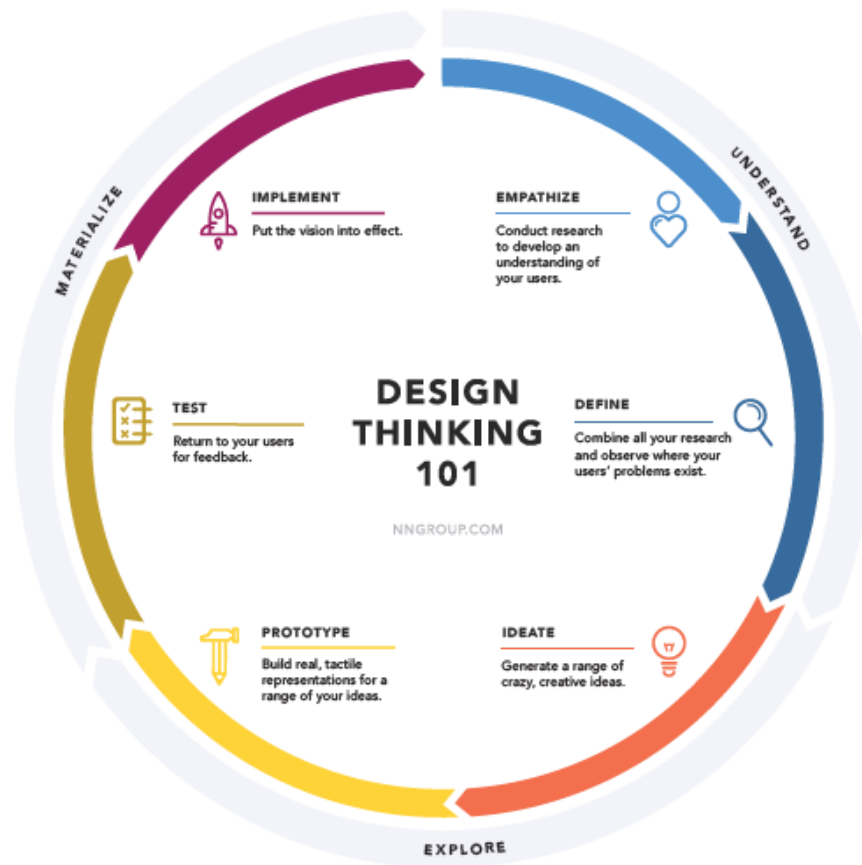 DESIGN
THINKING
101
NNGROUP.COM
UNDERSTAND
EMPATHIZE
Conduct research
to develop an
understanding of
your users.
DEFINE
Combine all your research
and observe where your
users' problems exist.
EXPLORE
IDEATE
Generate a range of
crazy, creative ideas.
PROTOTYPE
Build real, tactile
representations for a
range of your ideas.
MATERIALIZE
TEST
Return to your users
for feedback.
IMPLEMENT
Put the vision into effect.